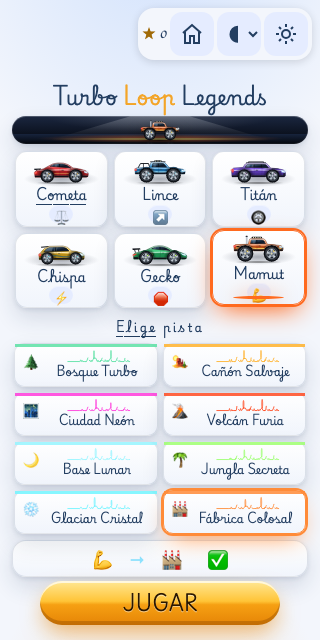 0
Turbo Loop Legends
Cometa
Lince
Titán
Chispa
Gecko
Mamut
Elige pista
Bosque Turbo
Cañón Salvaje
Ciudad Neón
Volcán Furia
Base Lunar
Jungla Secreta
Glaciar Cristal
Fábrica Colosal
JUGAR